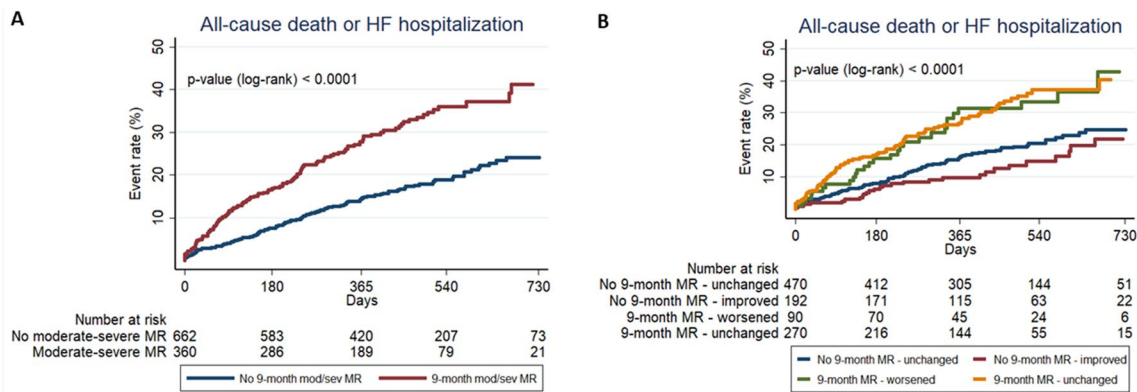 A
All-cause death or HF hospitalization
p-value (log-rank) < 0.0001
Event rate (%)
50
40
30
20
10
0 180 365 540 730
Days
Number at risk
No moderate-severe MR 662 583 420 207 73
Moderate-severe MR 360 286 189 79 21
No 9-month mod/sev MR 9-month mod/sev MR
B
All-cause death or HF hospitalization
p-value (log-rank) < 0.0001
Event rate (%)
50
40
30
20
10
0 180 365 540 730
Days
Number at risk
No 9-month MR - unchanged 470 412 305 144 51
No 9-month MR - improved 192 171 115 63 22
9-month MR - worsened 90 70 45 24 6
9-month MR - unchanged 270 216 144 55 15
No 9-month MR - unchanged No 9-month MR - improved
9-month MR - worsened 9-month MR - unchanged